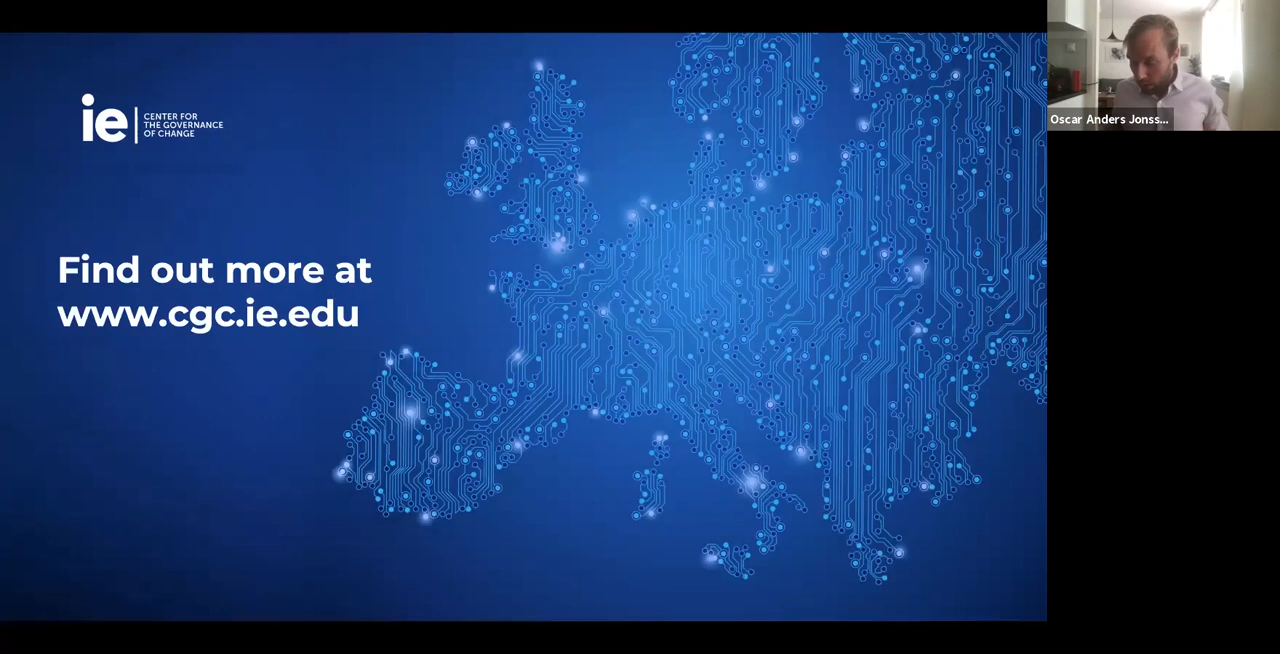 ie
CENTER FOR
THE GOVERNANCE
OF CHANGE
Find out more at
www.cgc.ie.edu
Oscar Anders Jonss...